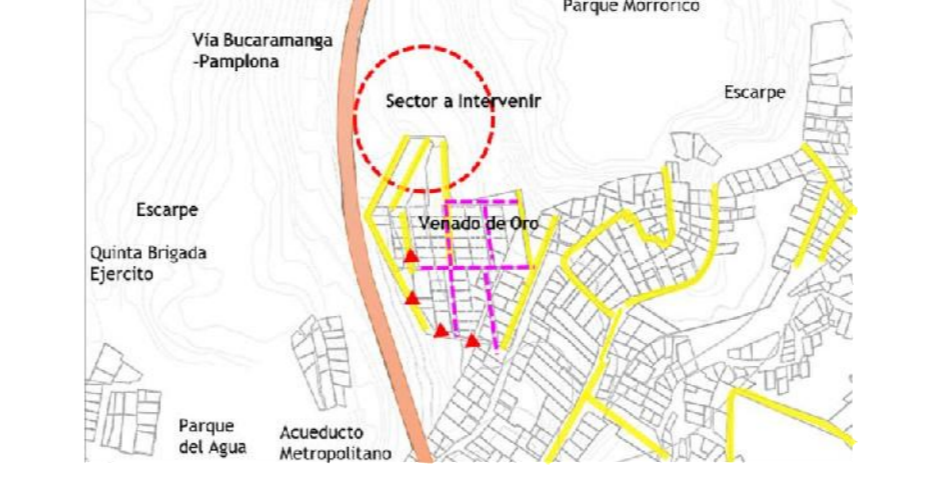 Parque Morrorico
Vía Bucaramanga
-Pamplona
Sector a Intervenir
Escarpe
Escarpe
Venado de Oro
Quinta Brigada
Ejercito
Parque
del Agua
Acueducto
Metropolitano